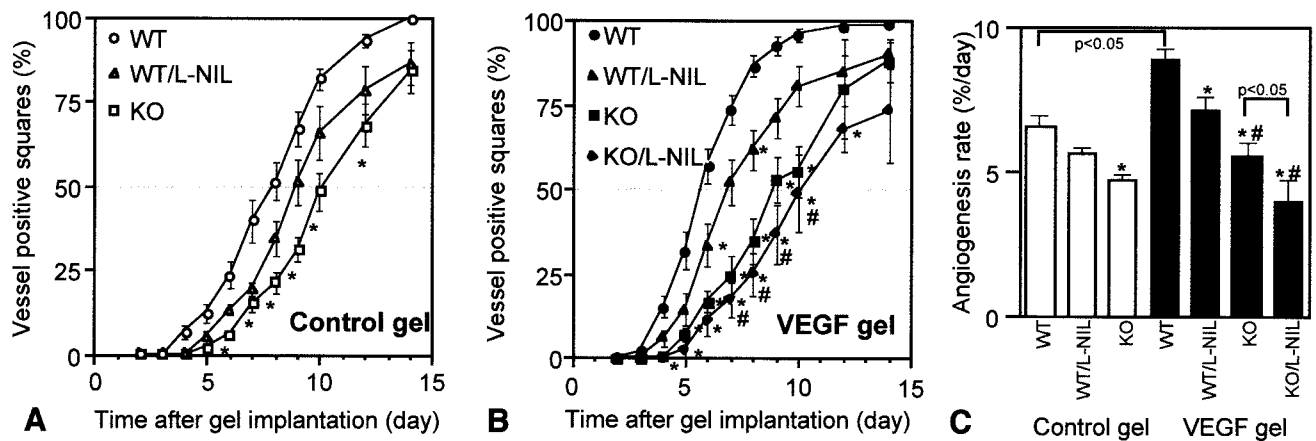 100
75
50
25
0
Vessel positive squares (%)
WT
WT/L-NIL
KO
*
*
*
*
*
*
Control gel
0 5 10 15
Time after gel implantation (day)
A
100
75
50
25
0
Vessel positive squares (%)
WT
WT/L-NIL
KO
KO/L-NIL
*
*
*
*
*
*
#
*
*
#
*
*
#
*
*
#
*
*
*
*
*
VEGF gel
0 5 10 15
Time after gel implantation (day)
B
10
5
0
Angiogenesis rate (%/day)
p<0.05
p<0.05
*
*
*#
*#
WT
WT/L-NIL
KO
WT
WT/L-NIL
KO
KO/L-NIL
Control gel VEGF gel
C